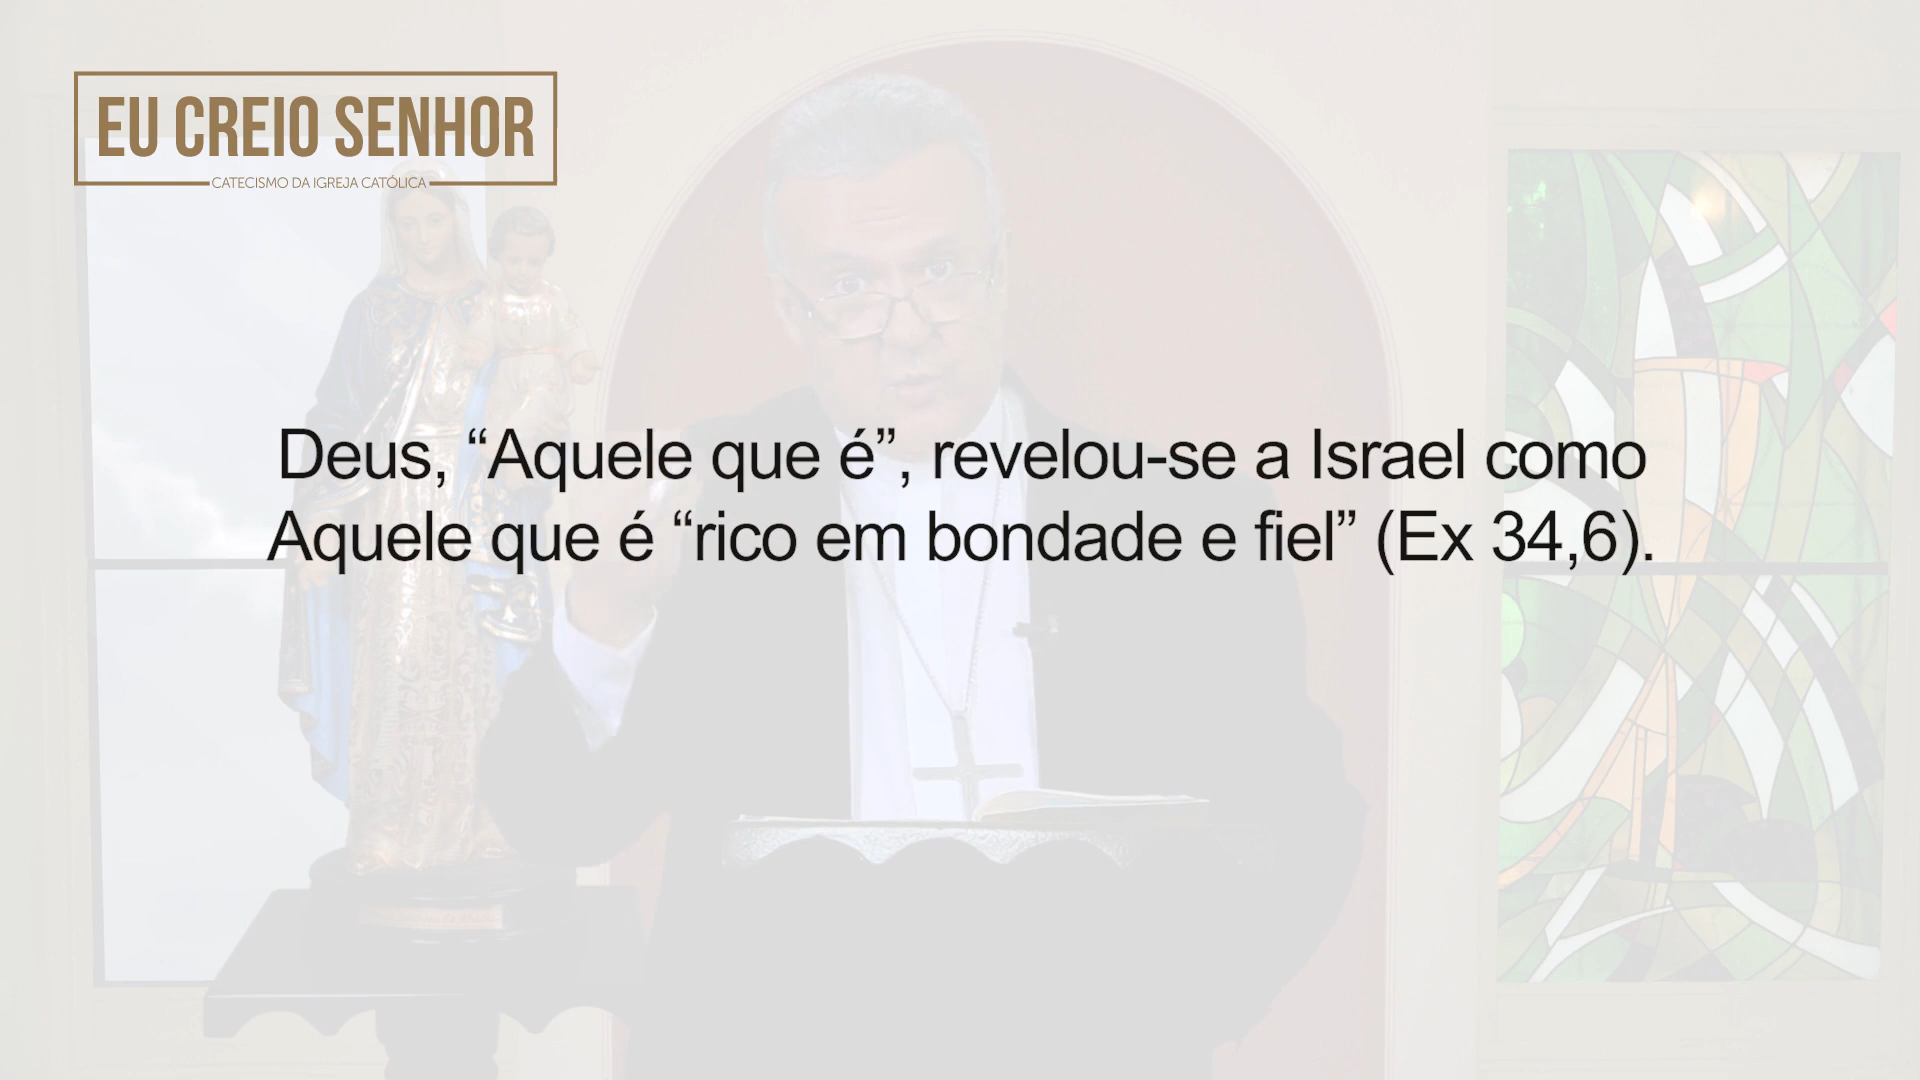 EU CREIO SENHOR
CATECISMO DA IGREJA CATÓLICA
Deus, “Aquele que é”, revelou-se a Israel como
Aquele que é “rico em bondade e fiel” (Ex 34,6).